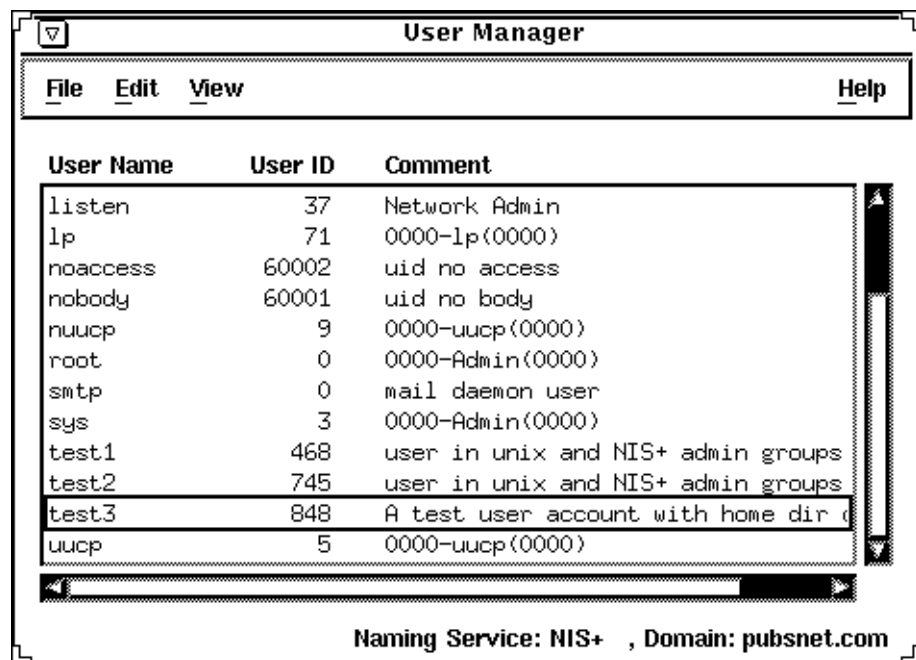 User Manager
File Edit View Help
User Name User ID Comment
listen 37 Network Admin
lp 71 0000-lp(0000)
noaccess 60002 uid no access
nobody 60001 uid no body
nuucp 9 0000-uucp(0000)
root 0 0000-Admin(0000)
smtp 0 mail daemon user
sys 3 0000-Admin(0000)
test1 468 user in unix and NIS+ admin groups
test2 745 user in unix and NIS+ admin groups
test3 848 A test user account with home dir
uucp 5 0000-uucp(0000)
Naming Service: NIS+ , Domain: pubsnet.com